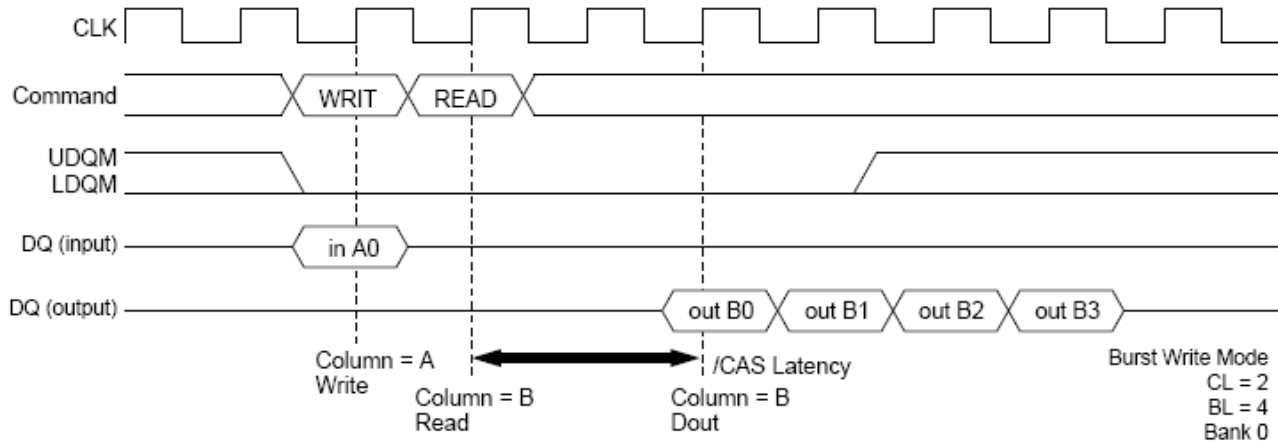 CLK
Command WRIT READ
UDQM
LDQM
DQ (input) in A0
DQ (output) out B0 out B1 out B2 out B3
Column = A
Write
Column = B
Read
/CAS Latency
Column = B
Dout
Burst Write Mode
CL = 2
BL = 4
Bank 0